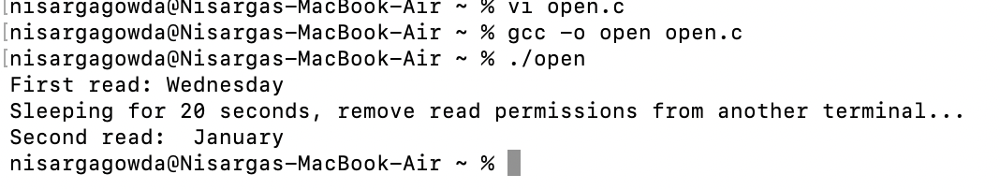 [nisargagowda@Nisargas-MacBook-Air ~ % vi open.c
[nisargagowda@Nisargas-MacBook-Air ~ % gcc -o open open.c
[nisargagowda@Nisargas-MacBook-Air ~ % ./open
First read: Wednesday
Sleeping for 20 seconds, remove read permissions from another terminal...
Second read:  January
nisargagowda@Nisargas-MacBook-Air ~ %